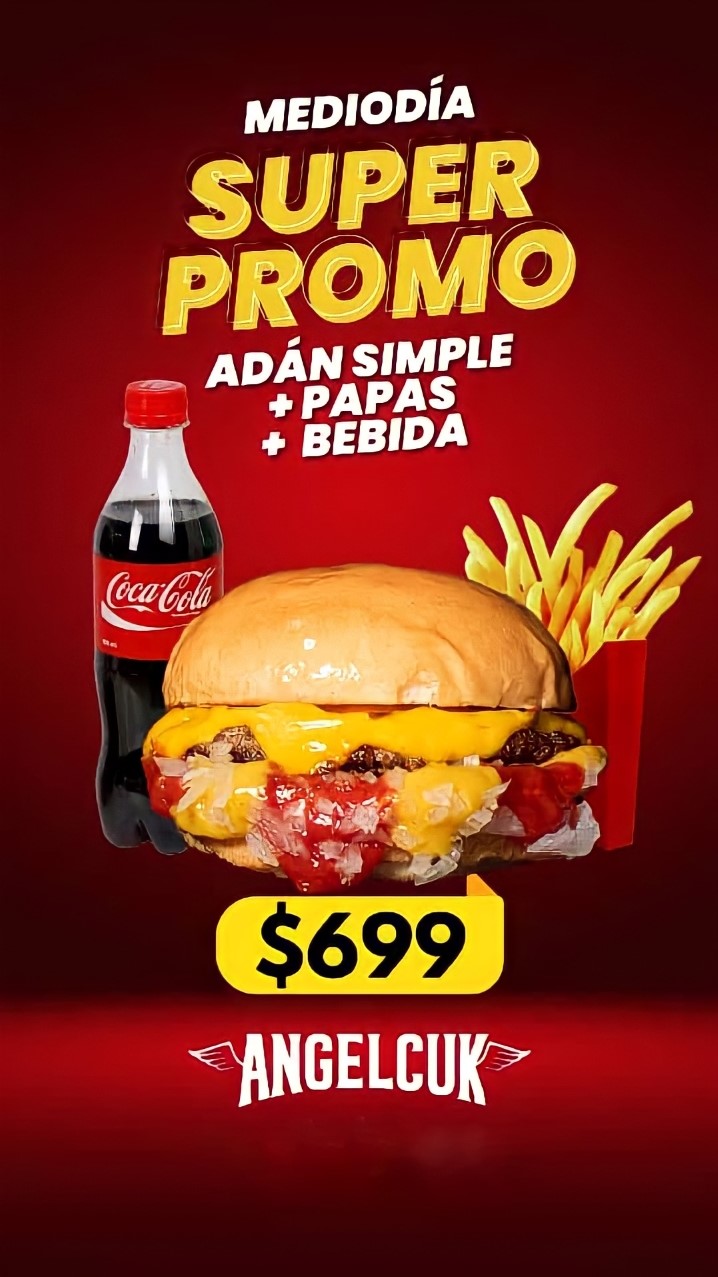 MEDIODÍA
SUPER
PROMO
ADÁN SIMPLE
+ PAPAS
+ BEBIDA
Coca-Cola
$699
ANGELCUK